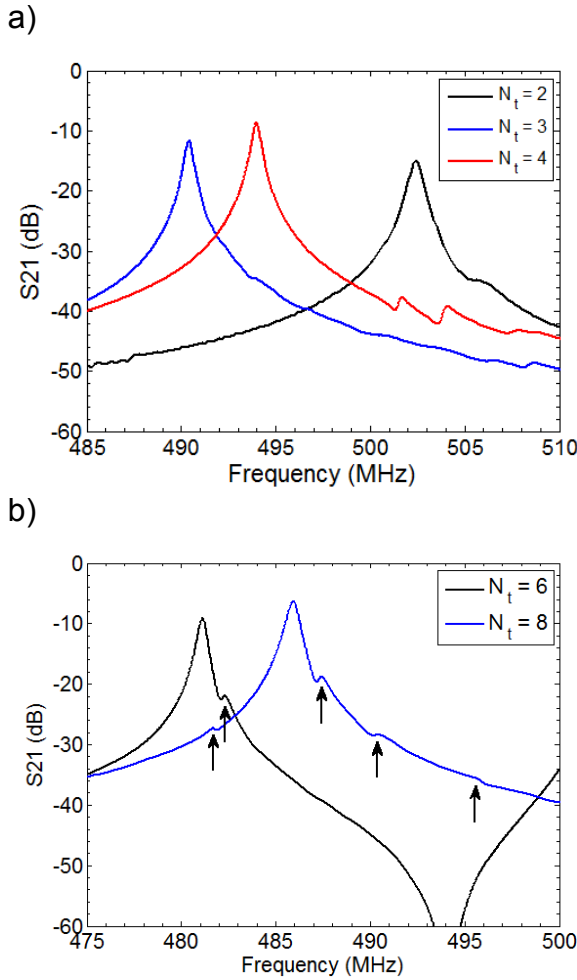 a)
0
-10
-20
-30
-40
-50
-60
S21 (dB)
N t = 2
N t = 3
N t = 4
485 490 495 500 505 510
Frequency (MHz)
b)
0
-10
-20
-30
-40
-50
-60
S21 (dB)
N t = 6
N t = 8
475 480 485 490 495 500
Frequency (MHz)